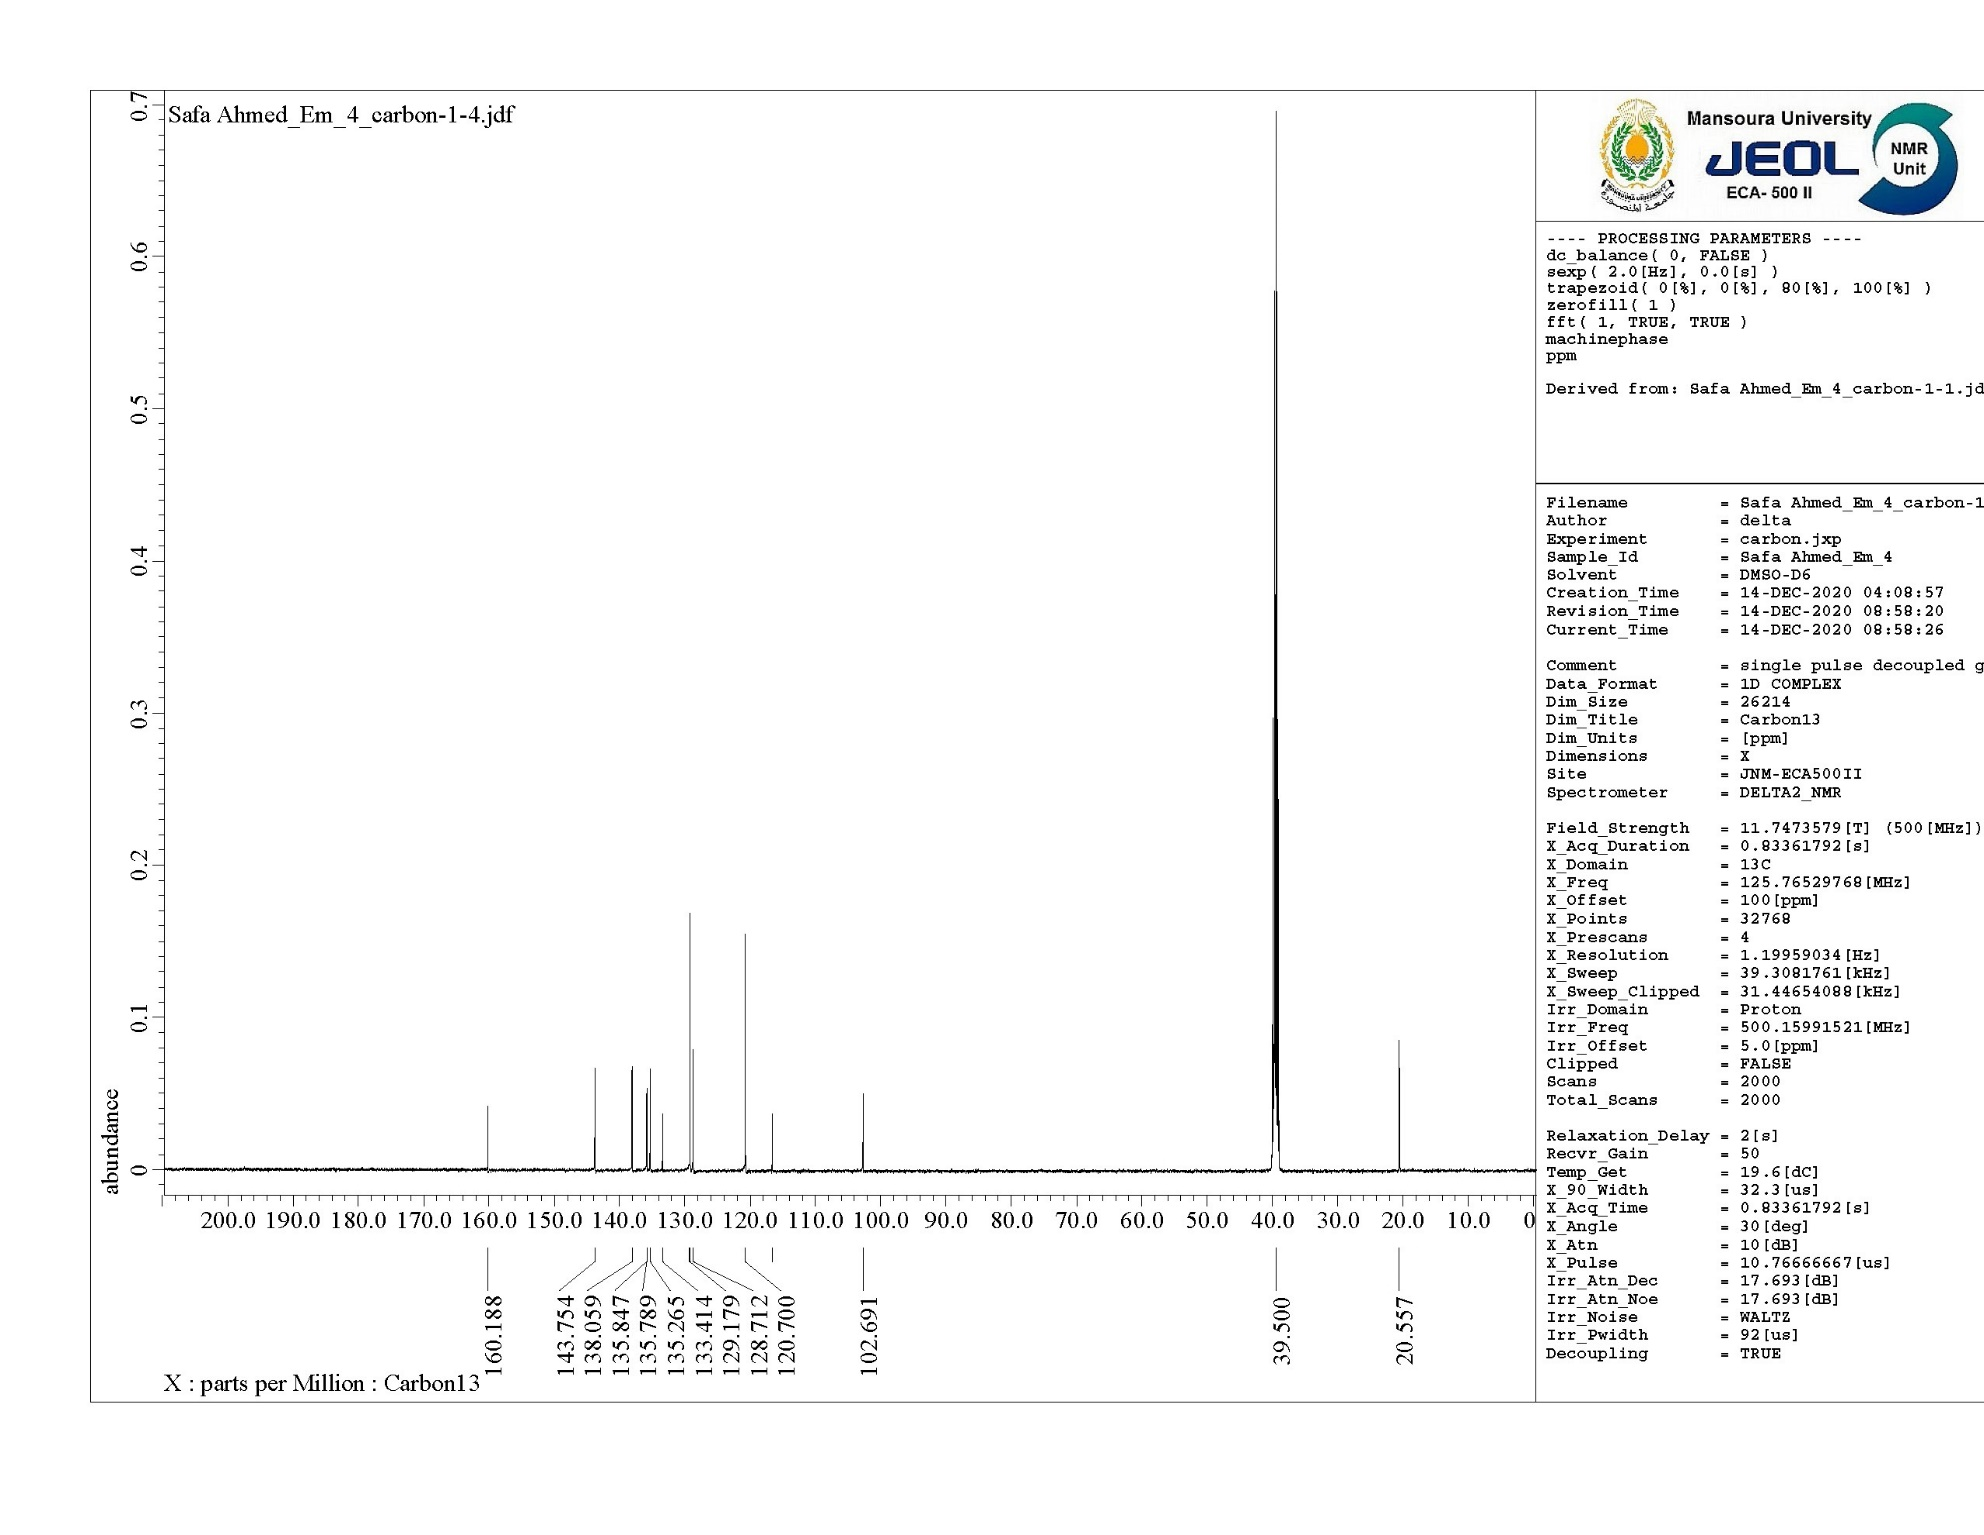 Safa Ahmed_Em_4_carbon-1-4.jdf
0.7
0.6
0.5
0.4
0.3
0.2
0.1
0
abundance
200.0 190.0 180.0 170.0 160.0 150.0 140.0 130.0 120.0 110.0 100.0 90.0 80.0 70.0 60.0 50.0 40.0 30.0 20.0 10.0 0
160.188
143.754
138.059
135.847
135.789
135.265
133.414
129.179
128.712
120.700
102.691
39.500
20.557
X : parts per Million : Carbon13
Mansoura University
JEOL
ECA- 500 II
NMR
Unit
---- PROCESSING PARAMETERS ----
dc_balance( 0, FALSE )
sexp( 2.0[Hz], 0.0[s] )
trapezoid( 0[%], 0[%], 80[%], 100[%] )
zerofill( 1 )
fft( 1, TRUE, TRUE )
machinephase
ppm
Derived from: Safa Ahmed_Em_4_carbon-1-1.jd
Filename = Safa Ahmed_Em_4_carbon-1
Author = delta
Experiment = carbon.jxp
Sample_Id = Safa Ahmed_Em_4
Solvent = DMSO-D6
Creation_Time = 14-DEC-2020 04:08:57
Revision_Time = 14-DEC-2020 08:58:20
Current_Time = 14-DEC-2020 08:58:26
Comment = single pulse decoupled g
Data_Format = 1D COMPLEX
Dim_Size = 26214
Dim_Title = Carbon13
Dim_Units = [ppm]
Dimensions = X
Site = JNM-ECA500II
Spectrometer = DELTA2_NMR
Field_Strength = 11.7473579[T] (500[MHz])
X_Acq_Duration = 0.83361792[s]
X_Domain = 13C
X_Freq = 125.76529768[MHz]
X_Offset = 100[ppm]
X_Points = 32768
X_Prescans = 4
X_Resolution = 1.19959034[Hz]
X_Sweep = 39.3081761[kHz]
X_Sweep_Clipped = 31.44654088[kHz]
Irr_Domain = Proton
Irr_Freq = 500.15991521[MHz]
Irr_Offset = 5.0[ppm]
Clipped = FALSE
Scans = 2000
Total_Scans = 2000
Relaxation_Delay = 2[s]
Recvr_Gain = 50
Temp_Get = 19.6[dC]
X_90_Width = 32.3[us]
X_Acq_Time = 0.83361792[s]
X_Angle = 30[deg]
X_Atn = 10[dB]
X_Pulse = 10.76666667[us]
Irr_Atn_Dec = 17.693[dB]
Irr_Atn_Noe = 17.693[dB]
Irr_Noise = WALTZ
Irr_Pwidth = 92[us]
Decoupling = TRUE